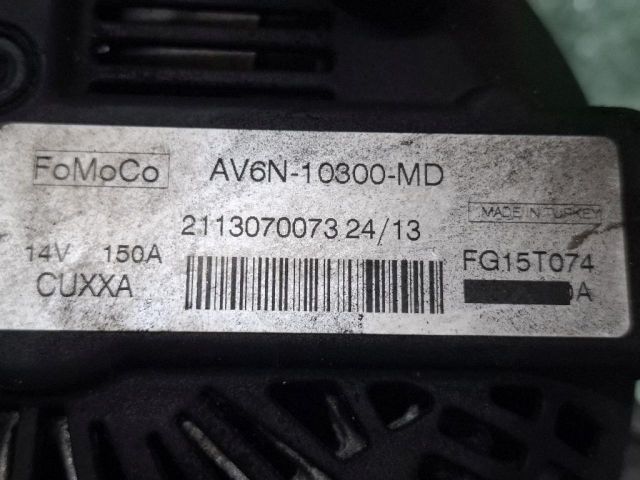 FoMoCo
AV6N-10300-MD
MADE IN TURKEY
2113070073 24/13
14V 150A
FG15T074
CUXXA
A